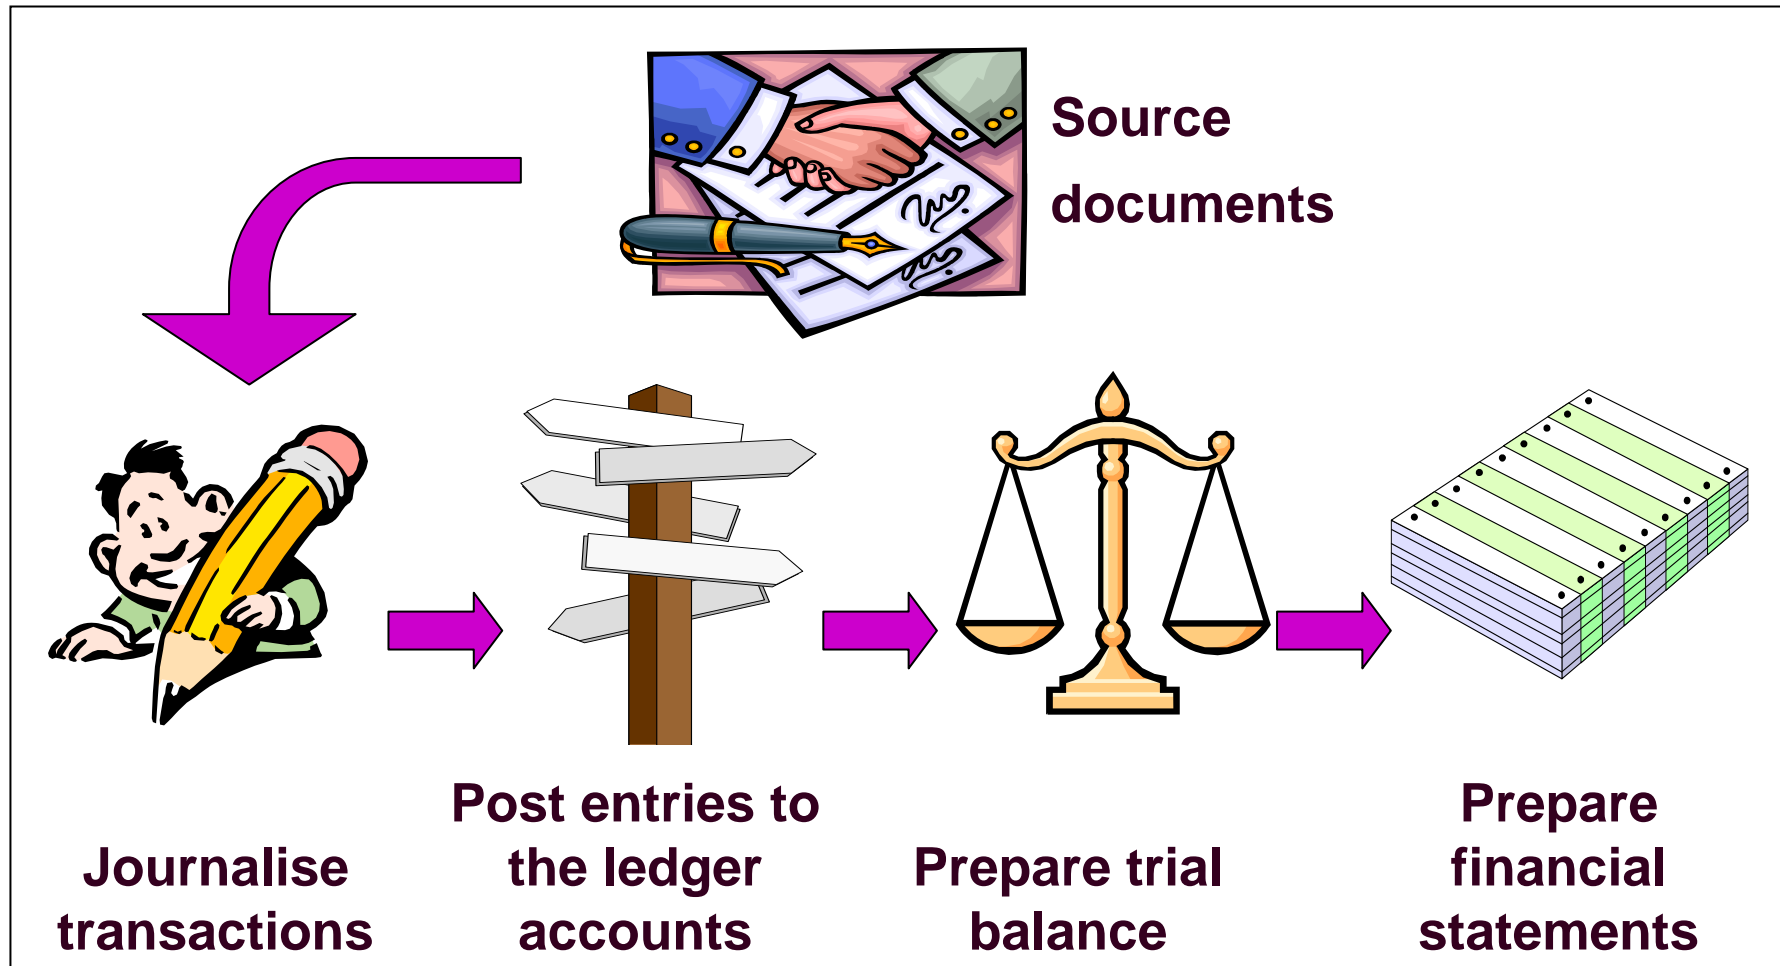 Source
documents
Journalise
transactions
Post entries to
the ledger
accounts
Prepare trial
balance
Prepare
financial
statements